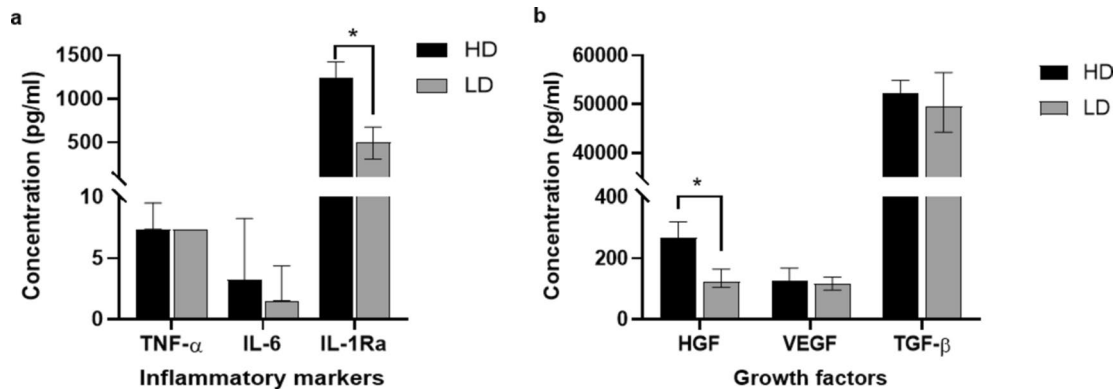 a
*
HD
LD
Concentration (pg/ml)
1500
1000
500
10
5
0
TNF-α IL-6 IL-1Ra
Inflammatory markers
b
HD
LD
Concentration (pg/ml)
60000
50000
40000
400
200
0
*
HGF VEGF TGF-β
Growth factors